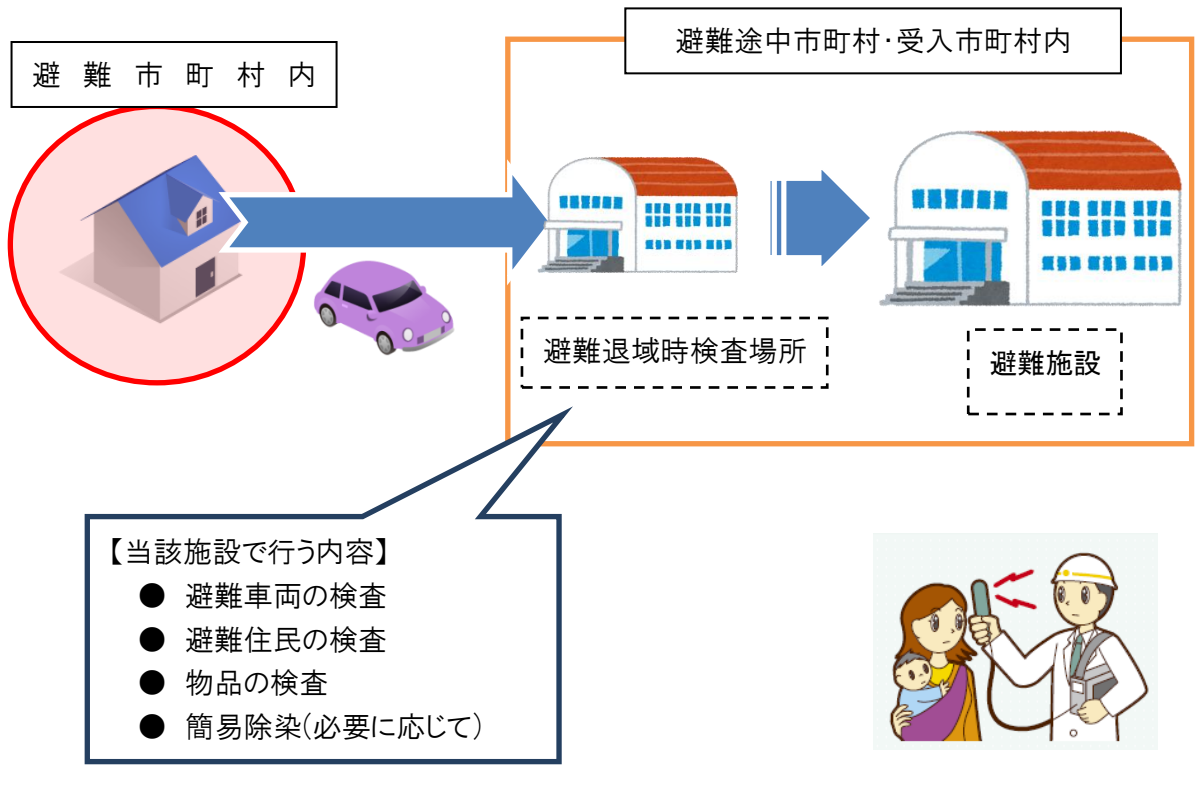 避難市町村内
避難途中市町村・受入市町村内
避難退域時検査場所
避難施設
【当該施設で行う内容】
● 避難車両の検査
● 避難住民の検査
● 物品の検査
● 簡易除染(必要に応じて)